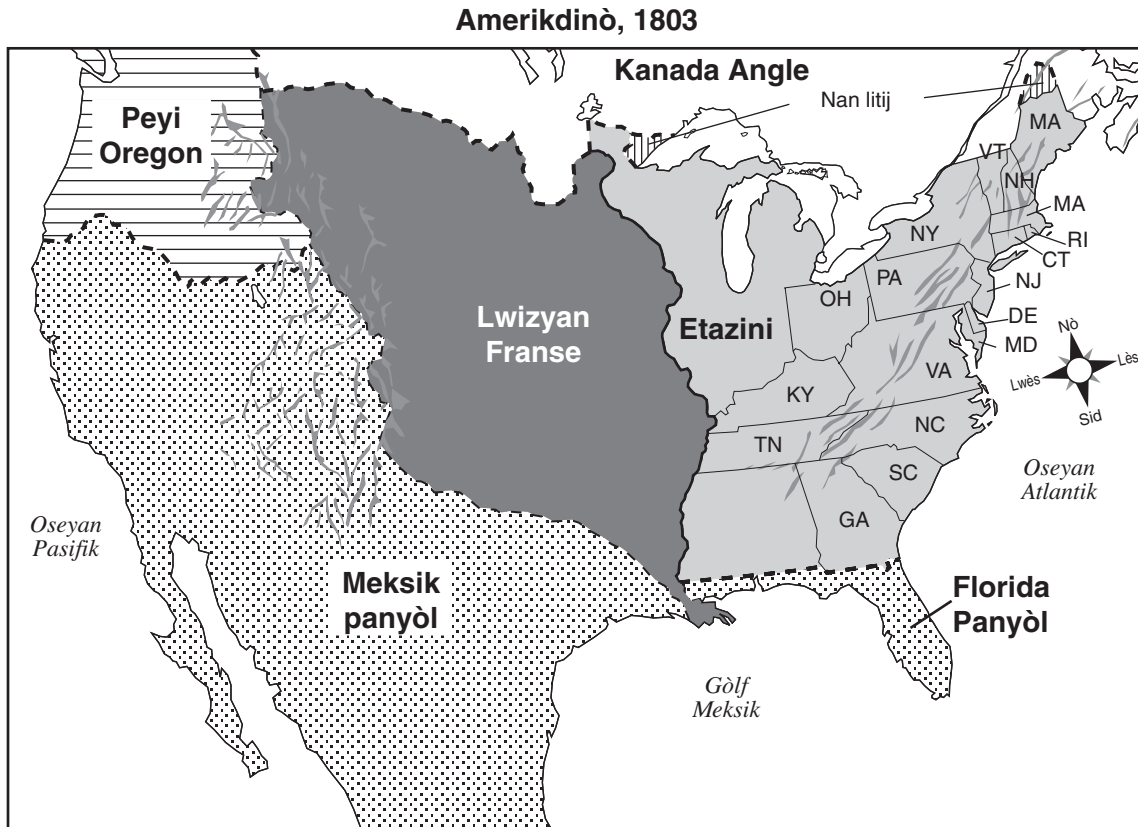 Amerikdinò, 1803
Kanada Angle
Nan litij
Peyi
Oregon
MA
VT
NH
MA
RI
CT
NY
NJ
PA
OH
DE
MD
Lwizyan
Franse
Etazini
VA
KY
NC
TN
SC
GA
Nò
Lès
Lwès
Sid
Oseyan
Atlantik
Oseyan
Pasifik
Meksik
panyòl
Florida
Panyòl
Gòlf
Meksik